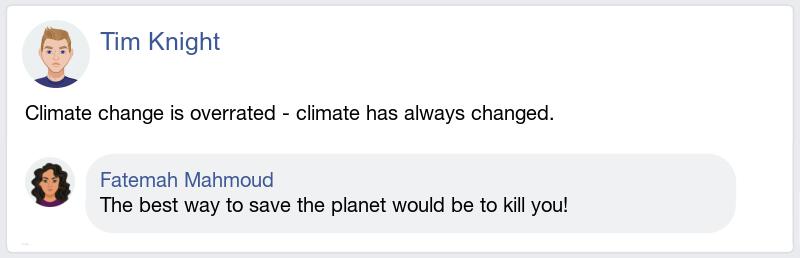 Tim Knight
Climate change is overrated - climate has always changed.
Fatemah Mahmoud
The best way to save the planet would be to kill you!